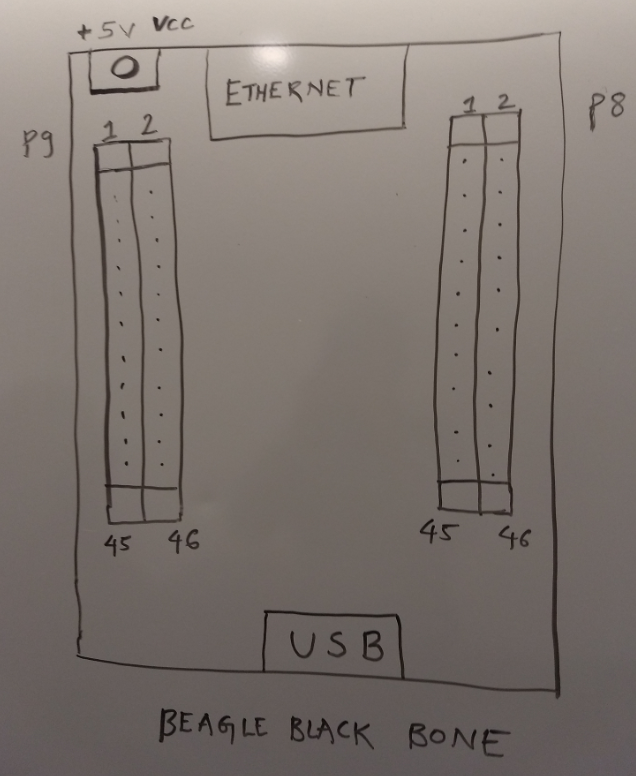 +5V VCC
ETHERNET
P9
1 2
1 2
P8
45 46
45 46
USB
BEAGLE BLACK BONE